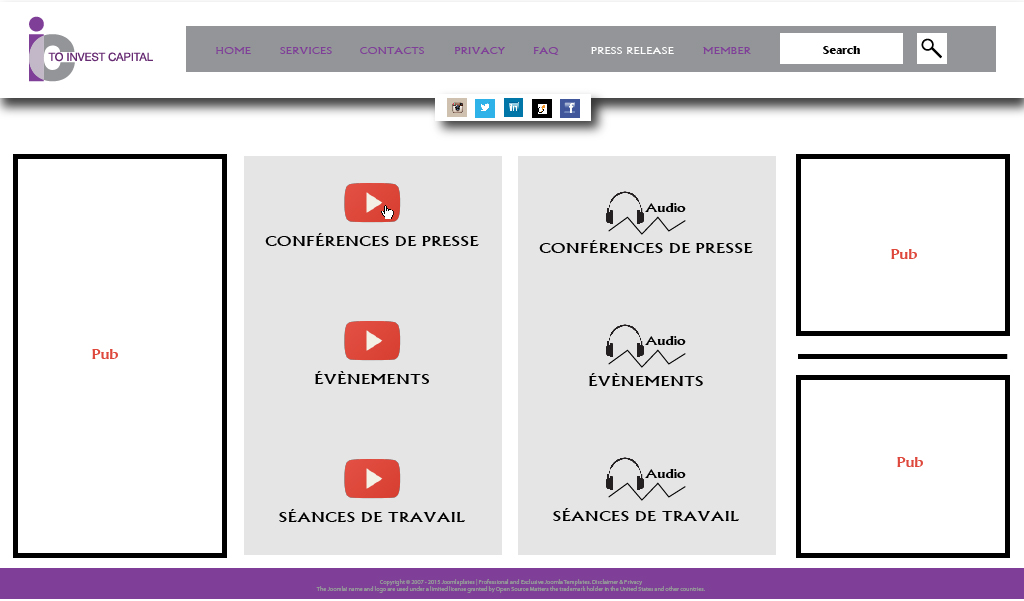 TO INVEST CAPITAL
HOME SERVICES CONTACTS PRIVACY FAQ PRESS RELEASE MEMBER Search
CONFÉRENCES DE PRESSE
ÉVÈNEMENTS
SÉANCES DE TRAVAIL
Audio
CONFÉRENCES DE PRESSE
Audio
ÉVÈNEMENTS
Audio
SÉANCES DE TRAVAIL
Pub
Pub
Pub
Copyright © 2007 - 2015 Joomlaplates | Professional and Exclusive Joomla Templates. Disclaimer & Privacy
The Joomla! name and logo are used under a limited license granted by Open Source Matters the trademark holder in the United States and other countries.